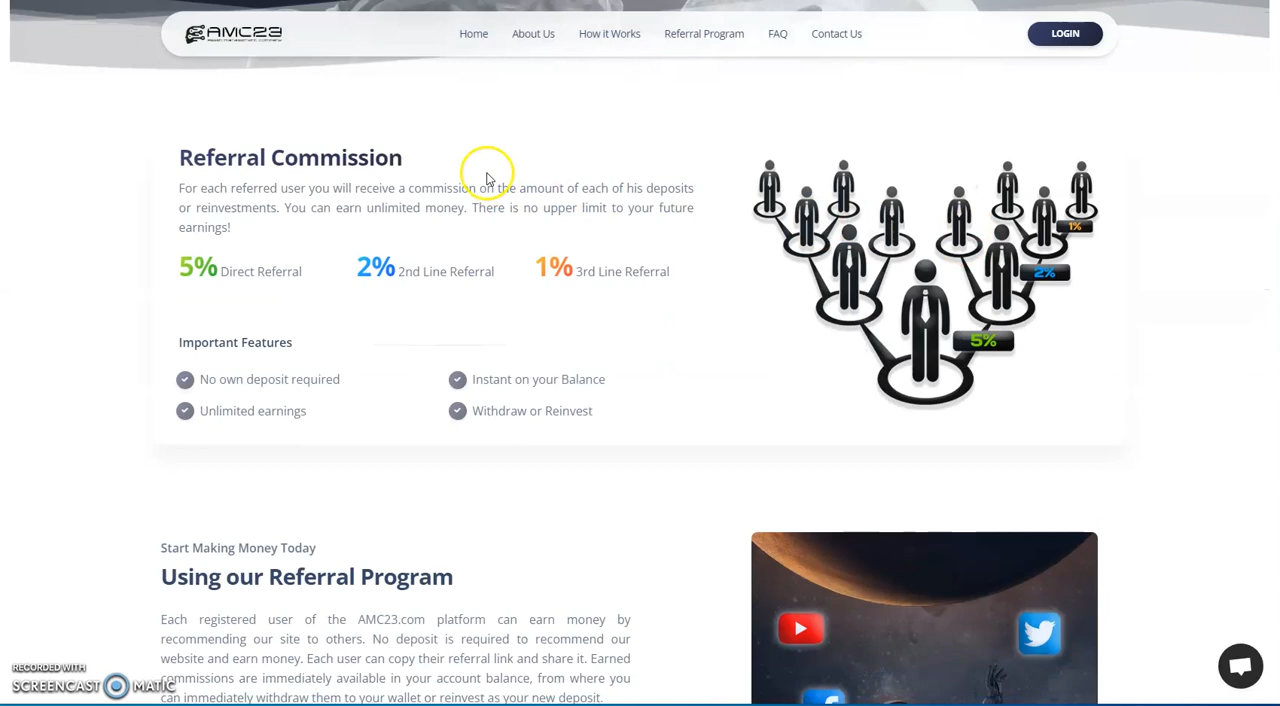 AMC23
Home About Us How it Works Referral Program FAQ Contact Us LOGIN
Referral Commission
For each referred user you will receive a commission on the amount of each of his deposits
or reinvestments. You can earn unlimited money. There is no upper limit to your future
earnings!
5% Direct Referral 2% 2nd Line Referral 1% 3rd Line Referral
1%
2%
5%
Important Features
No own deposit required Instant on your Balance
Unlimited earnings Withdraw or Reinvest
Start Making Money Today
Using our Referral Program
Each registered user of the AMC23.com platform can earn money by
recommending our site to others. No deposit is required to recommend our
website and earn money. Each user can copy their referral link and share it. Earned
commissions are immediately available in your account balance, from where you
can immediately withdraw them to your wallet or reinvest as your new deposit.
RECORDED WITH
SCREENCAST MATIC